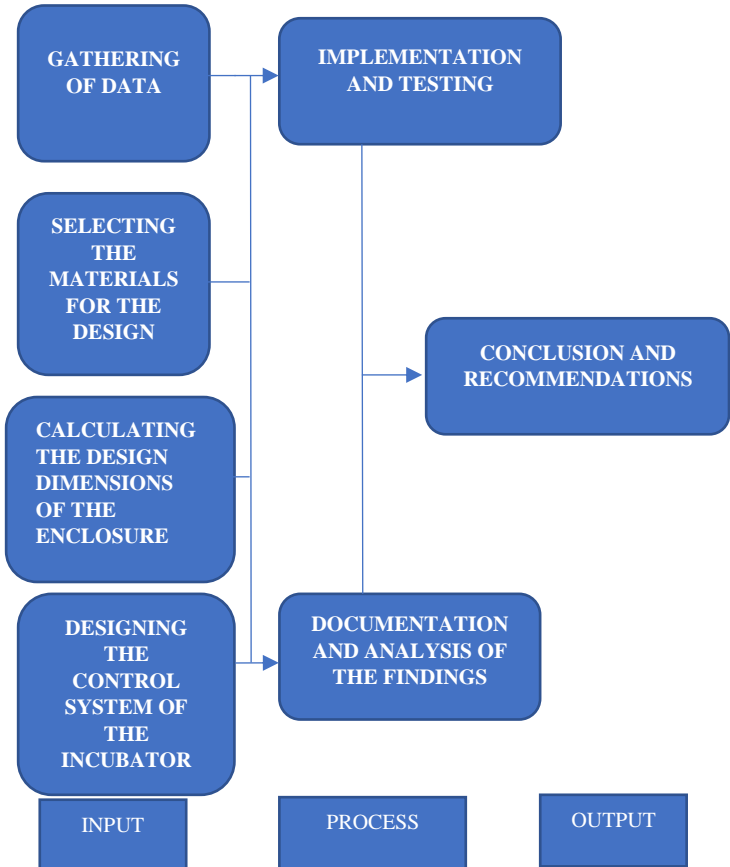 GATHERING
OF DATA
IMPLEMENTATION
AND TESTING
SELECTING
THE
MATERIALS
FOR THE
DESIGN
CONCLUSION AND
RECOMMENDATIONS
CALCULATING
THE DESIGN
DIMENSIONS
OF THE
ENCLOSURE
DESIGNING
THE
CONTROL
SYSTEM OF
THE
INCUBATOR
DOCUMENTATION
AND ANALYSIS OF
THE FINDINGS
INPUT
PROCESS
OUTPUT